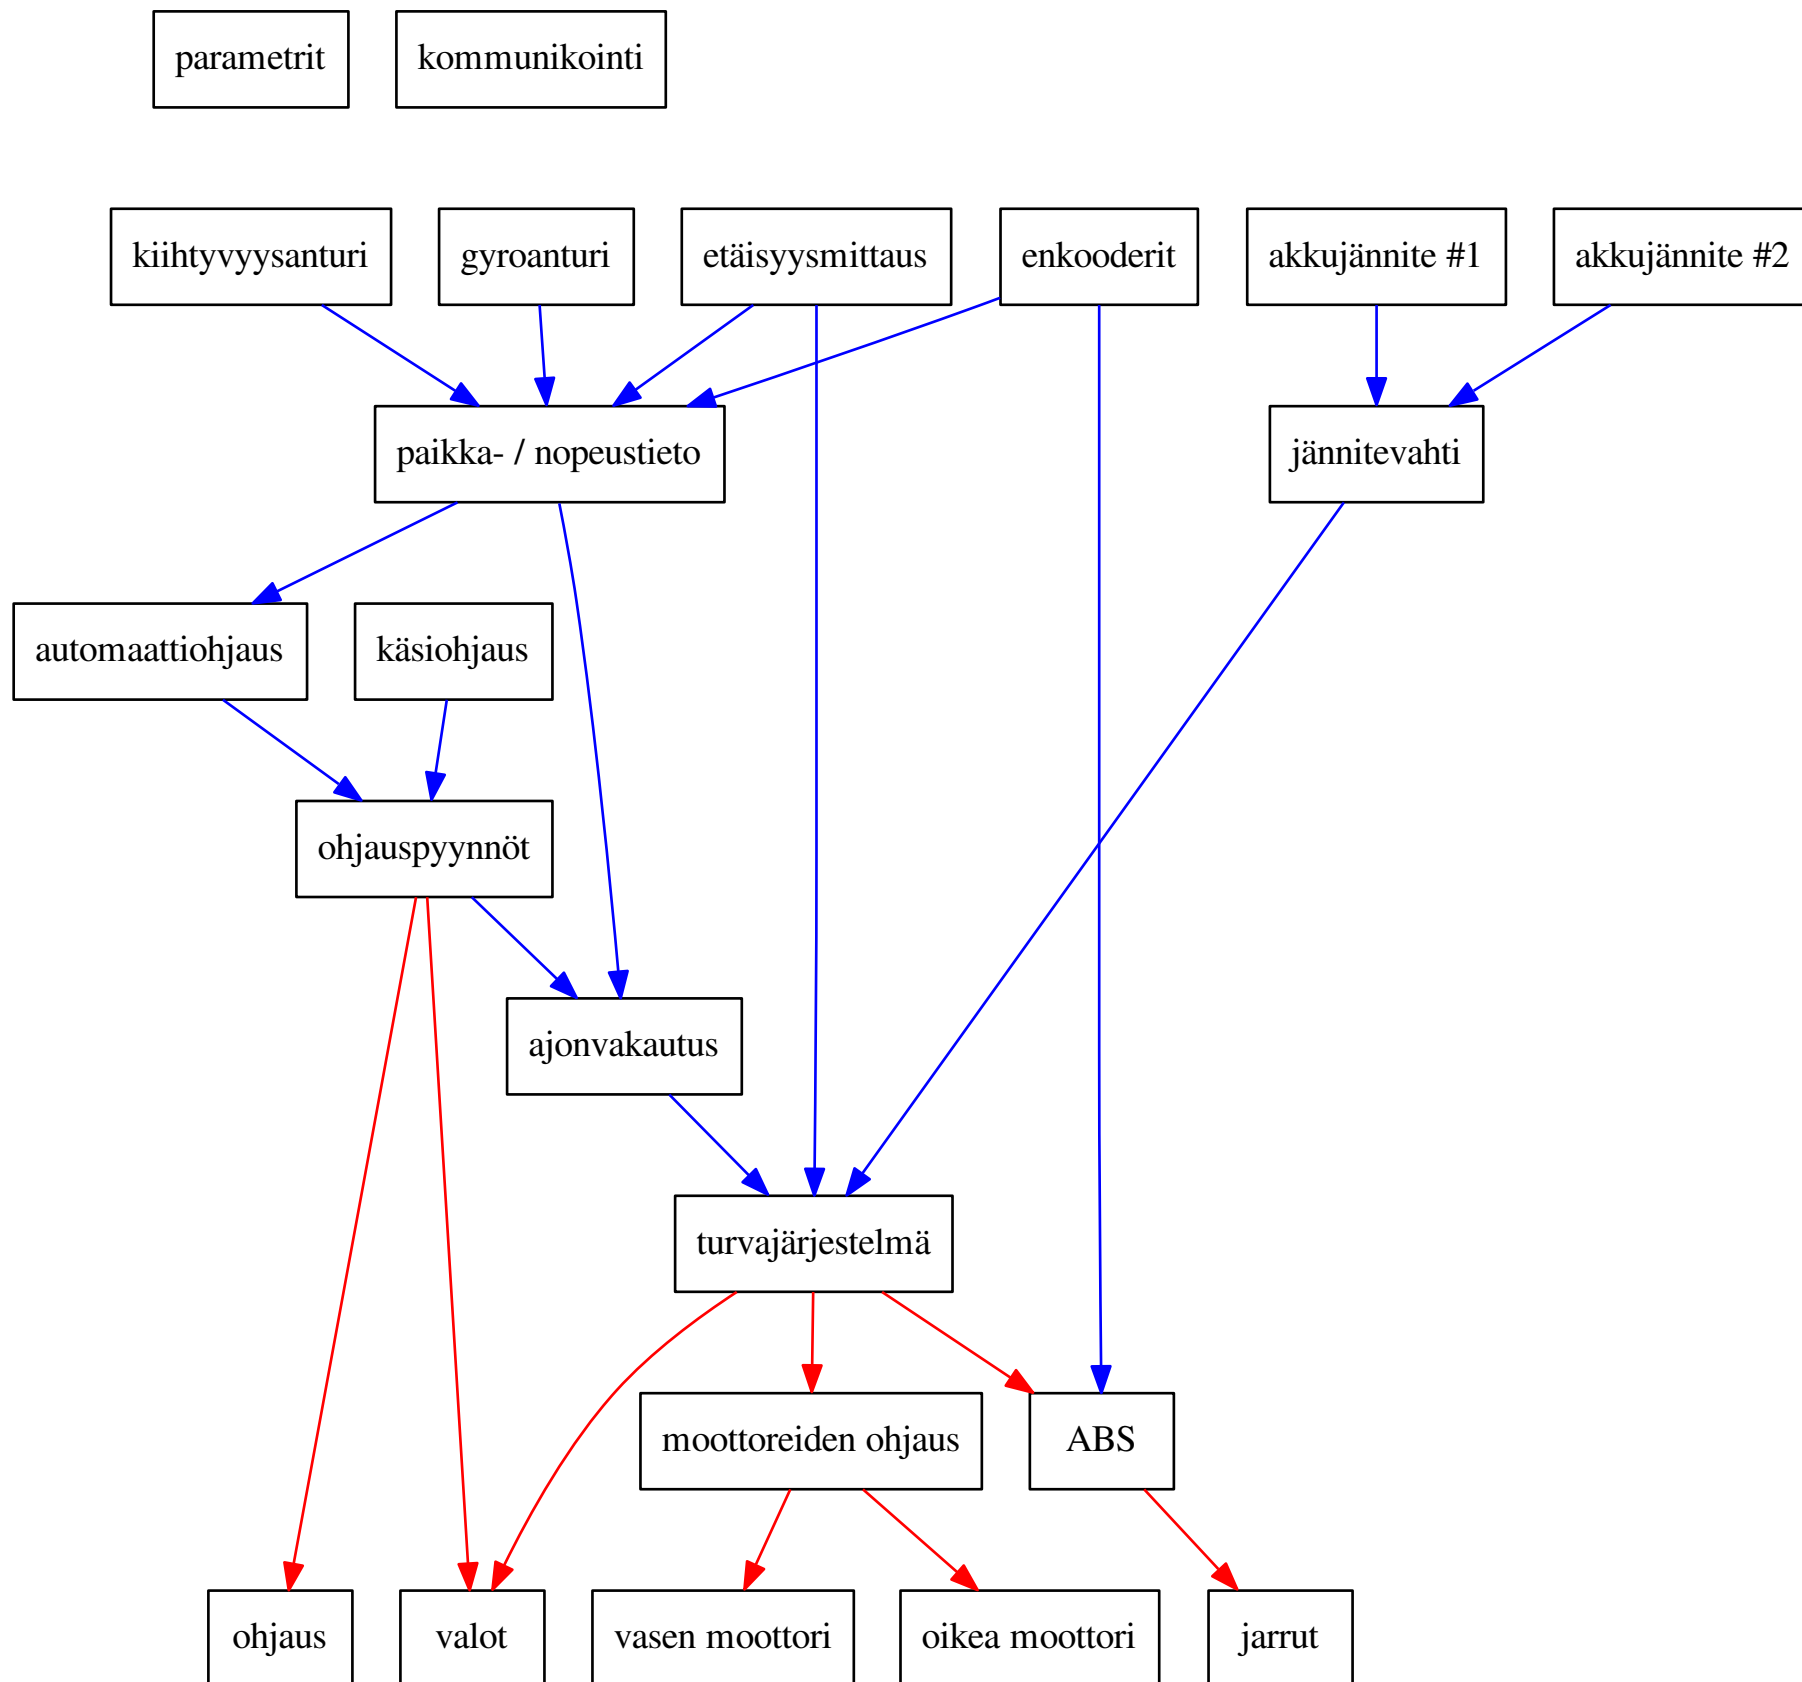 parametrit
kommunikointi
kiihtyvyysanturi
gyroanturi
etäisyysmittaus
enkooderit
akkujännite #1
akkujännite #2
paikka- / nopeustieto
jännitevahti
automaattiohjaus
käsiohjaus
ohjauspyynnöt
ajonvakautus
turvajärjestelmä
moottoreiden ohjaus
ABS
ohjaus
valot
vasen moottori
oikea moottori
jarrut